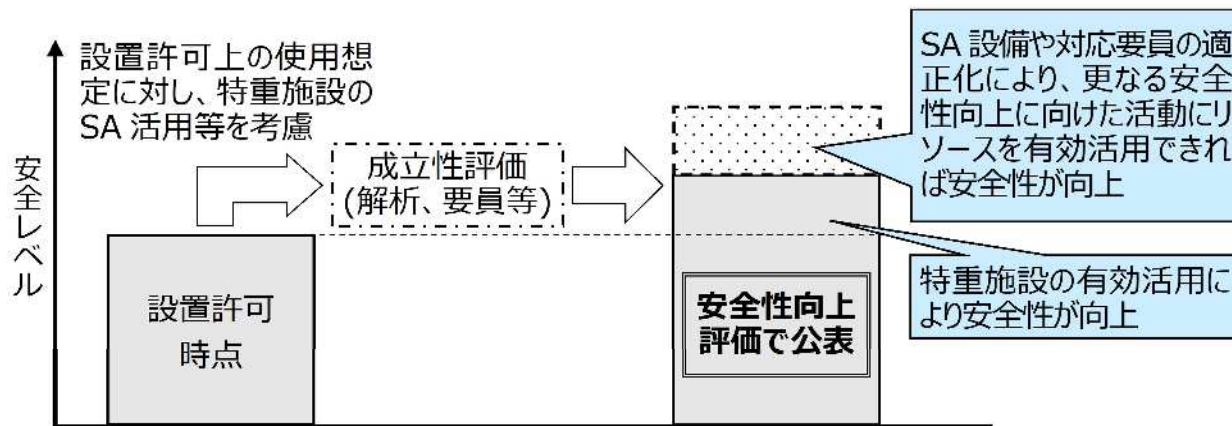 設置許可上の使用想
定に対し、特重施設の
SA 活用等を考慮
安全レベル
設置許可
時点
成立性評価
(解析、要員等)
安全性向上
評価で公表
SA 設備や対応要員の適
正化により、更なる安全
性向上に向けた活動にリ
ソースを有効活用できれ
ば安全性が向上
特重施設の有効活用に
より安全性が向上